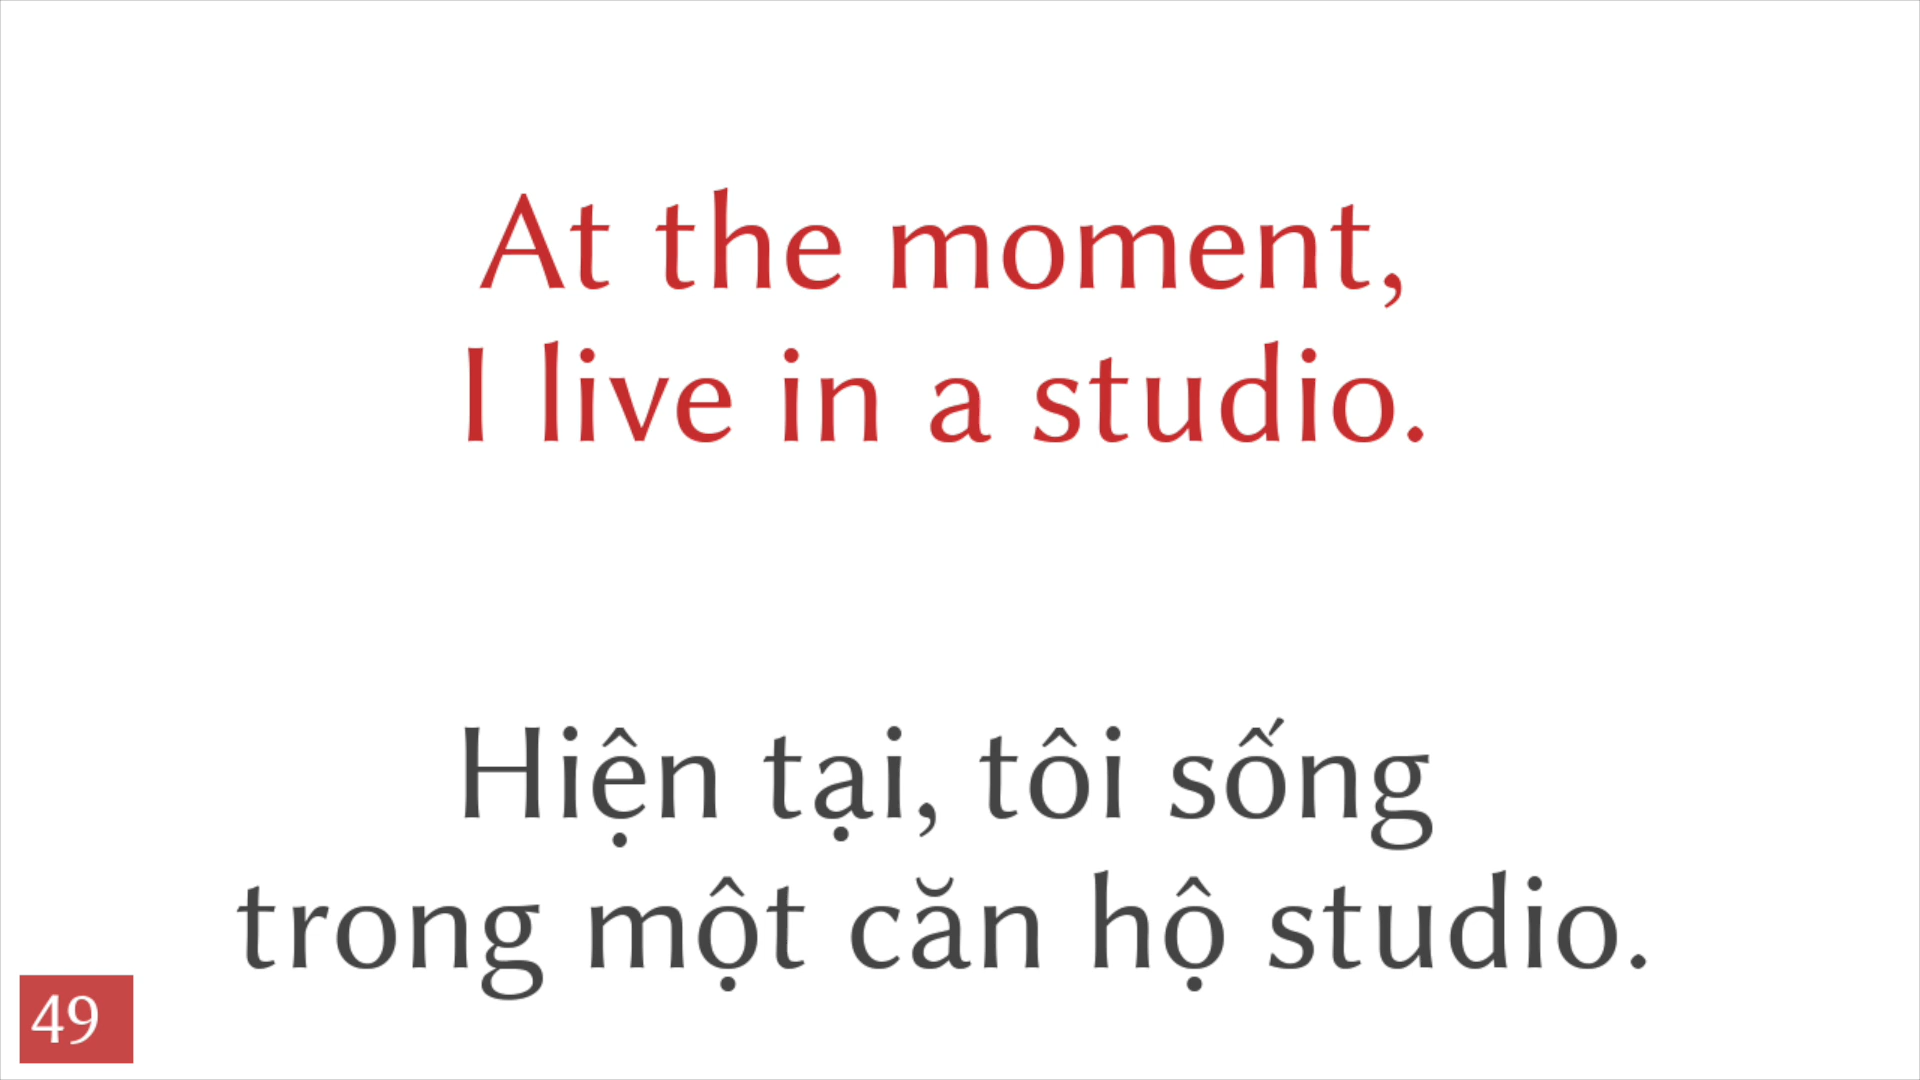 At the moment,
I live in a studio.
Hiện tại, tôi sống
trong một căn hộ studio.
49